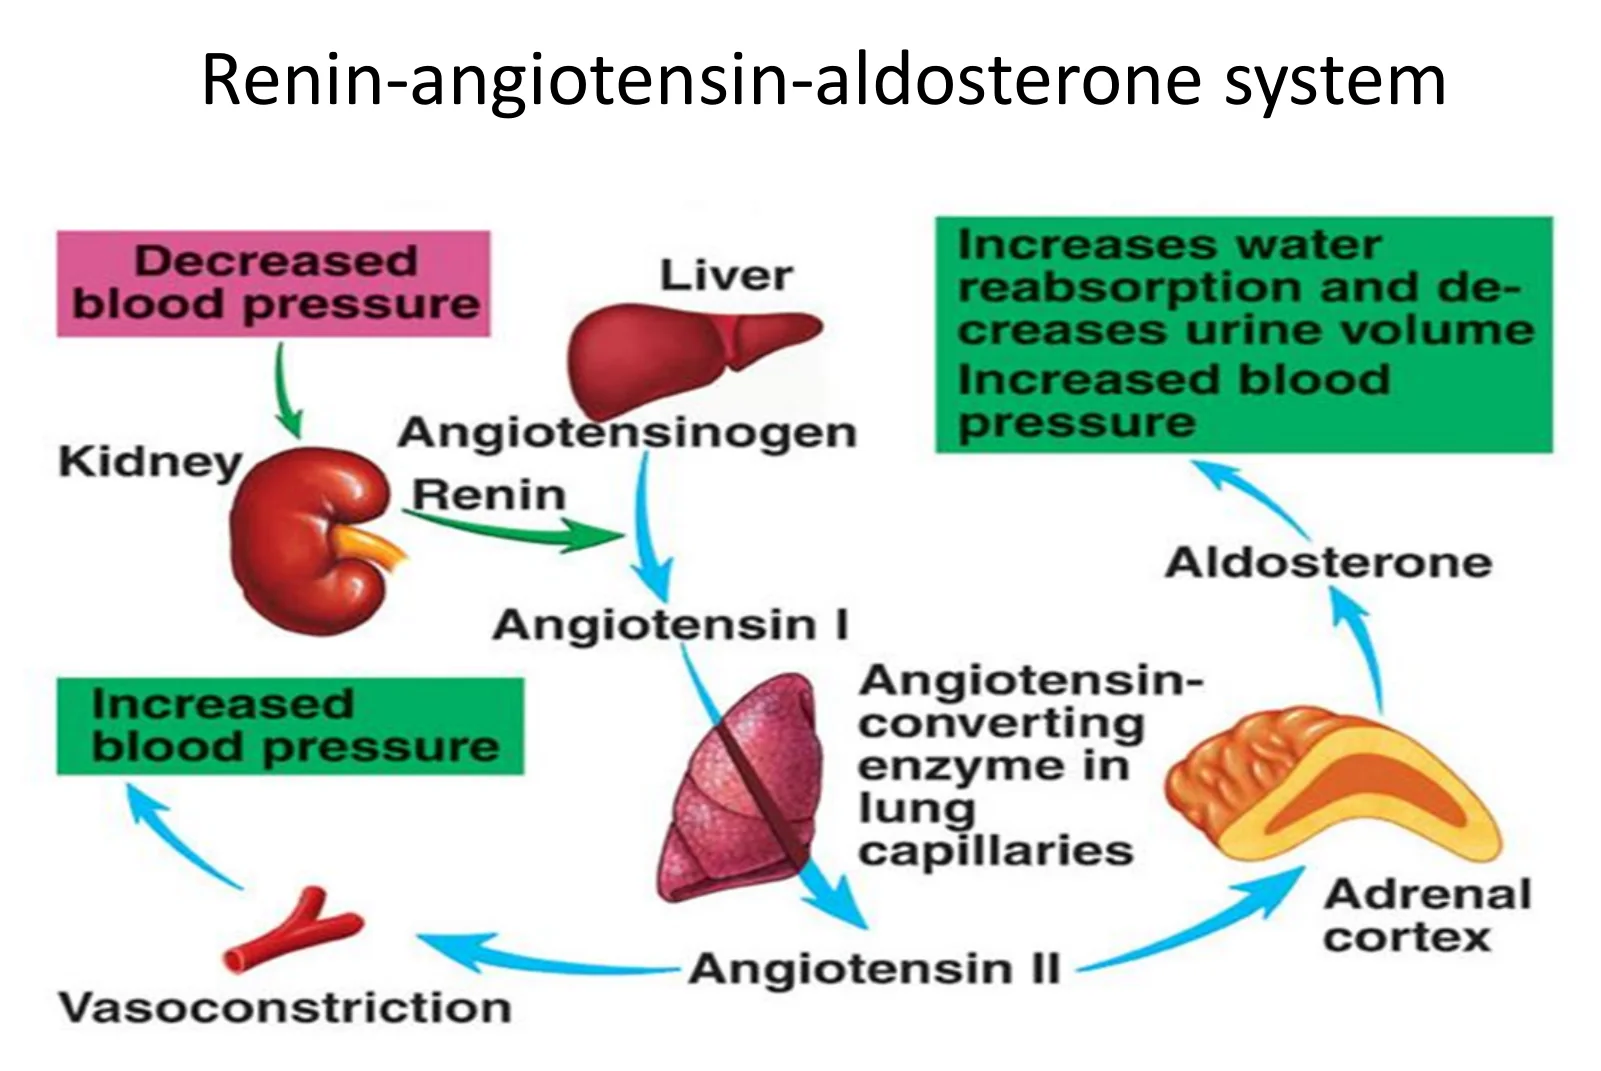 Renin-angiotensin-aldosterone system
Decreased
blood pressure
Liver
Increases water
reabsorption and de-
creases urine volume
Increased blood
pressure
Angiotensinogen
Kidney
Renin
Aldosterone
Angiotensin I
Angiotensin-
converting
enzyme in
lung
capillaries
Increased
blood pressure
Adrenal
cortex
Angiotensin II
Vasoconstriction